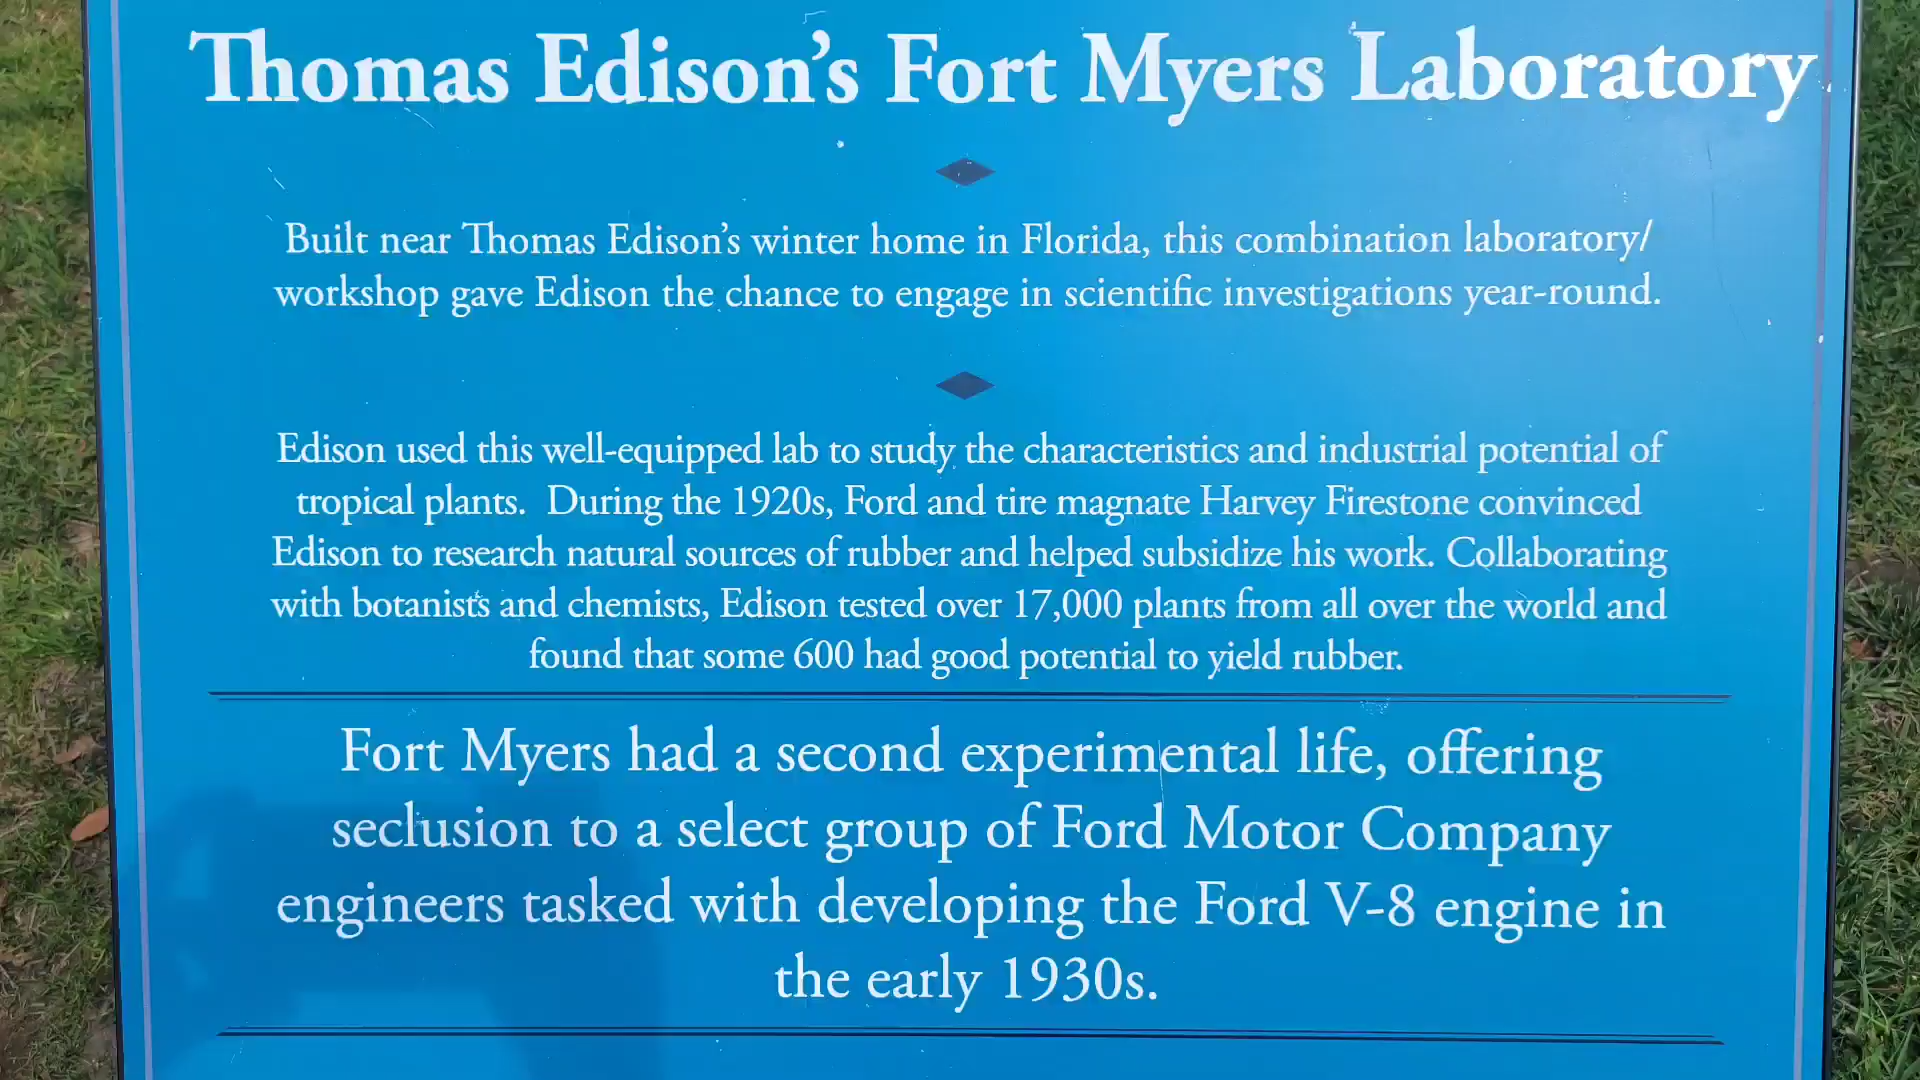 Thomas Edison’s Fort Myers Laboratory
Built near Thomas Edison’s winter home in Florida, this combination laboratory/
workshop gave Edison the chance to engage in scientific investigations year-round.
Edison used this well-equipped lab to study the characteristics and industrial potential of
tropical plants.  During the 1920s, Ford and tire magnate Harvey Firestone convinced
Edison to research natural sources of rubber and helped subsidize his work. Collaborating
with botanists and chemists, Edison tested over 17,000 plants from all over the world and
found that some 600 had good potential to yield rubber.
Fort Myers had a second experimental life, offering
seclusion to a select group of Ford Motor Company
engineers tasked with developing the Ford V-8 engine in
the early 1930s.